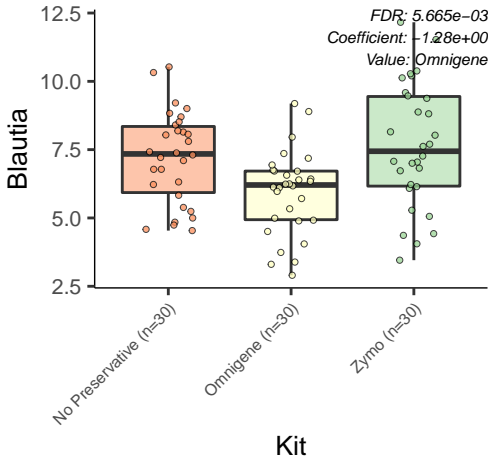 FDR: 5.665e−03
Coefficient: −1.28e+00
Value: Omnigene
12.5
10.0
7.5
5.0
2.5
Blautia
No Preservative (n=30)
Omnigene (n=30)
Zymo (n=30)
Kit